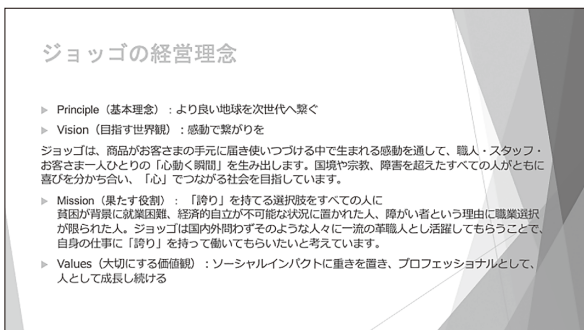 ジョッゴの経営理念
Principle（基本理念）：より良い地球を次世代へ繋ぐ
Vision（目指す世界観）：感動で繋がりを
ジョッゴは、商品がお客さまの手元に届き使いつづける中で生まれる感動を通して、職人・スタッフ・
お客さま一人ひとりの「心動く瞬間」を生み出します。国境や宗教、障害を超えたすべての人がともに
喜びを分かち合い、「心」でつながる社会を目指しています。
Mission（果たす役割）：「誇り」を持てる選択肢をすべての人に
貧困が背景に就業困難、経済的自立が不可能な状況に置かれた人、障がい者という理由に職業選択
が限られた人。ジョッゴは国内外問わずそのような人々に一流の革職人とし活躍してもらうことで、
自身の仕事に「誇り」を持って働いてもらいたいと考えています。
Values（大切にする価値観）：ソーシャルインパクトに重きを置き、プロフェッショナルとして、
人として成長し続ける